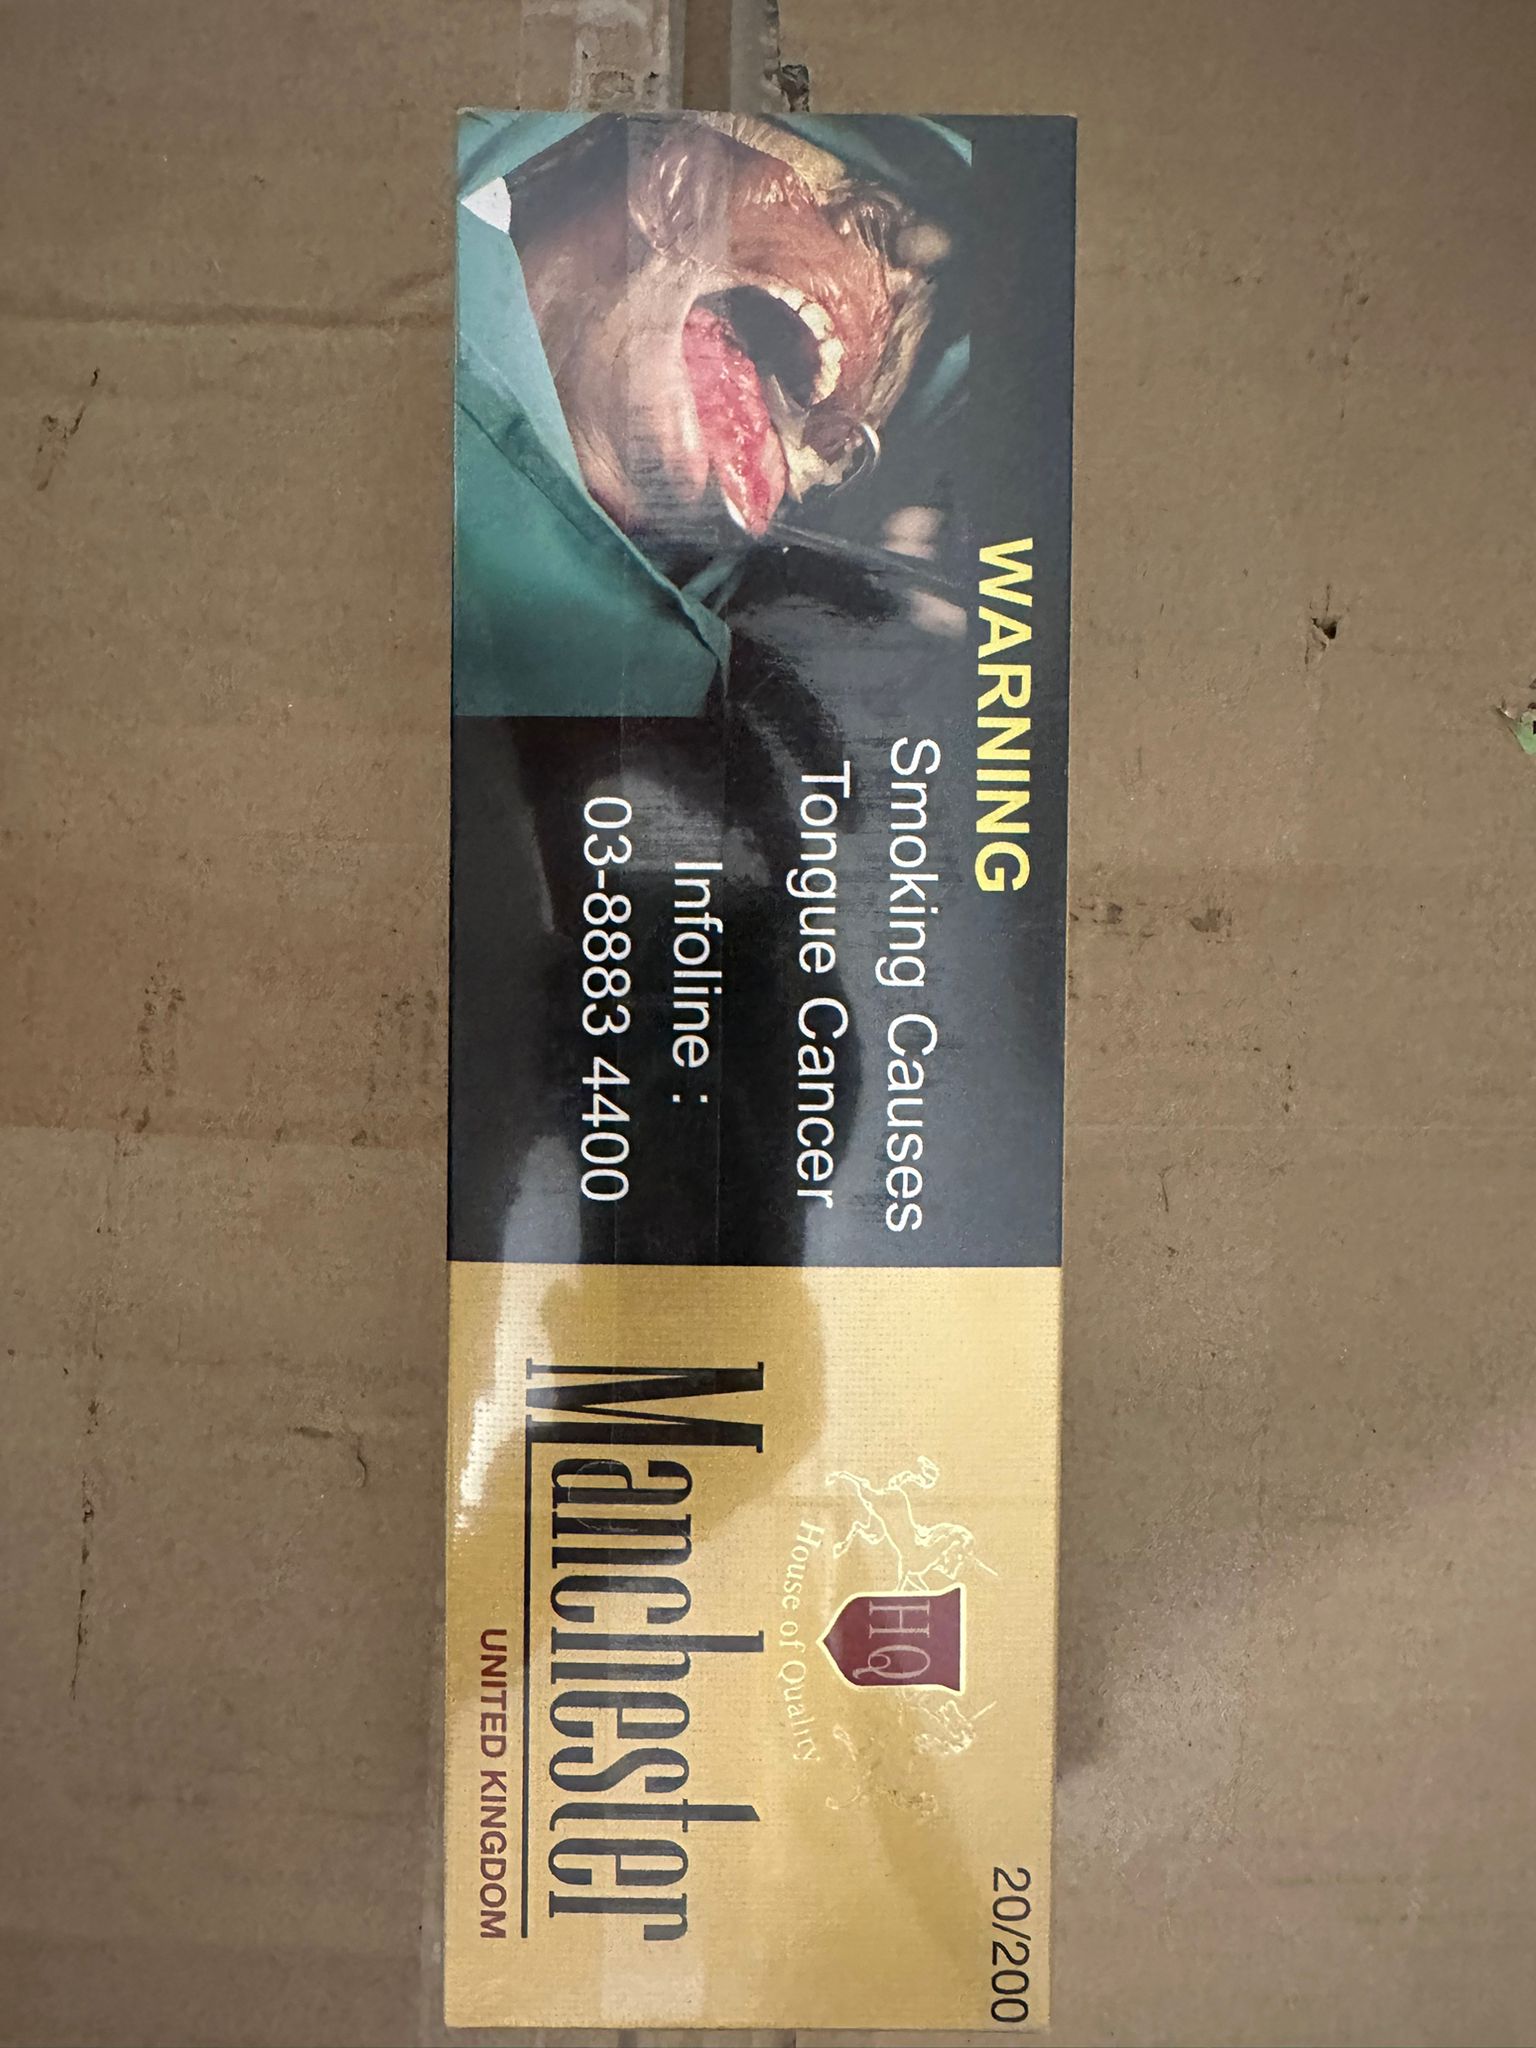 WARNING
Smoking Causes
Tongue Cancer
Infoline :
03-8883 4400
20/200
HQ
House of Quality
Manchester
UNITED KINGDOM